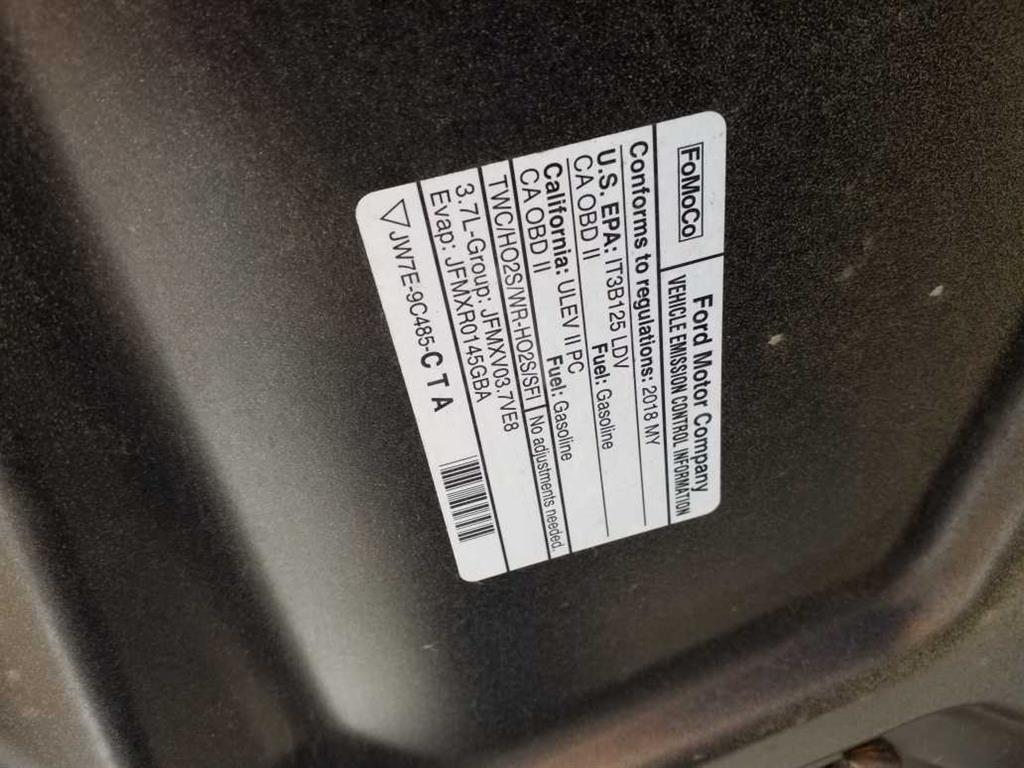 FoMoCo
Ford Motor Company
VEHICLE EMISSION CONTROL INFORMATION
Conforms to regulations: 2018 MY
U.S. EPA: IT3B125 LDV
CA OBD II Fuel: Gasoline
California: ULEV II PC
CA OBD II Fuel: Gasoline
TWC/HO2S/WR-HO2S/SFI No adjustments needed.
3.7L-Group: JFMXV03.7VE8
Evap: JFMXR0145GBA
JW7E-9C485-CTA